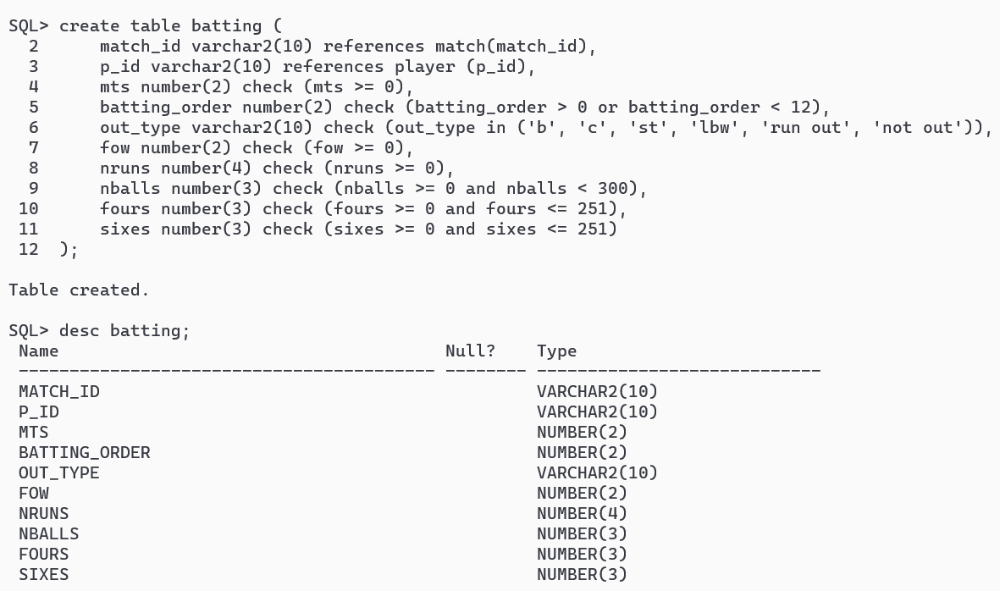 SQL> create table batting (
  2      match_id varchar2(10) references match(match_id),
  3      p_id varchar2(10) references player (p_id),
  4      mts number(2) check (mts >= 0),
  5      batting_order number(2) check (batting_order > 0 or batting_order < 12),
  6      out_type varchar2(10) check (out_type in ('b', 'c', 'st', 'lbw', 'run out', 'not out')),
  7      fow number(2) check (fow >= 0),
  8      nruns number(4) check (nruns >= 0),
  9      nballs number(3) check (nballs >= 0 and nballs < 300),
 10      fours number(3) check (fours >= 0 and fours <= 251),
 11      sixes number(3) check (sixes >= 0 and sixes <= 251)
 12  );
Table created.
SQL> desc batting;
 Name                                      Null?    Type
 ----------------------------------------- -------- ----------------------------
 MATCH_ID                                           VARCHAR2(10)
 P_ID                                               VARCHAR2(10)
 MTS                                                NUMBER(2)
 BATTING_ORDER                                      NUMBER(2)
 OUT_TYPE                                           VARCHAR2(10)
 FOW                                                NUMBER(2)
 NRUNS                                              NUMBER(4)
 NBALLS                                             NUMBER(3)
 FOURS                                              NUMBER(3)
 SIXES                                              NUMBER(3)